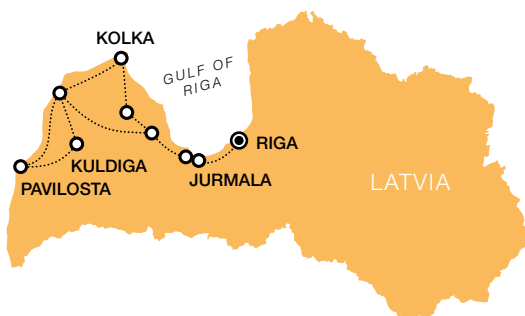 KOLKA
GULF OF
RIGA
RIGA
KULDIGA
JURMALA
PAVILOSTA
LATVIA